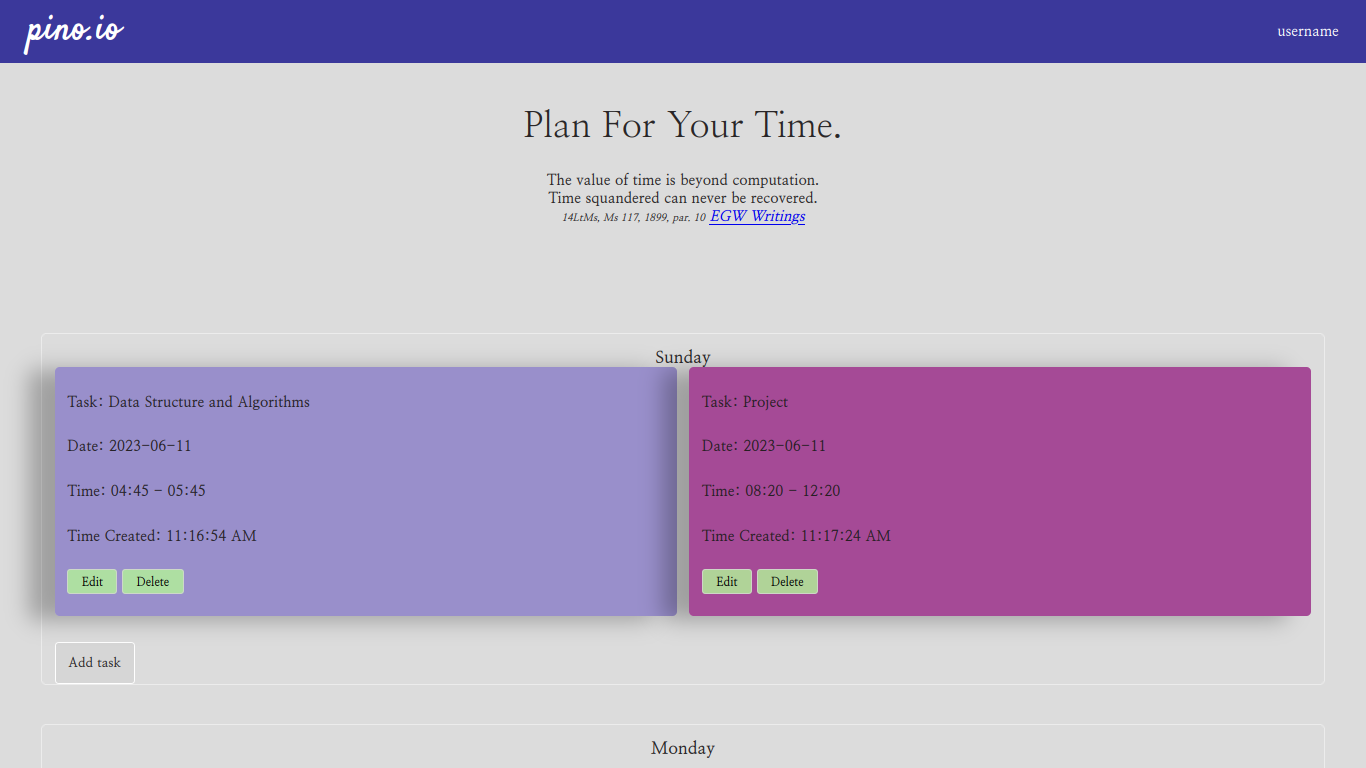 pino.io
username
Plan For Your Time.
The value of time is beyond computation.
Time squandered can never be recovered.
14LtMs, Ms 117, 1899, par. 10 EGW Writings
Sunday
Task: Data Structure and Algorithms
Date: 2023-06-11
Time: 04:45 - 05:45
Time Created: 11:16:54 AM
Edit Delete
Task: Project
Date: 2023-06-11
Time: 08:20 - 12:20
Time Created: 11:17:24 AM
Edit Delete
Add task
Monday